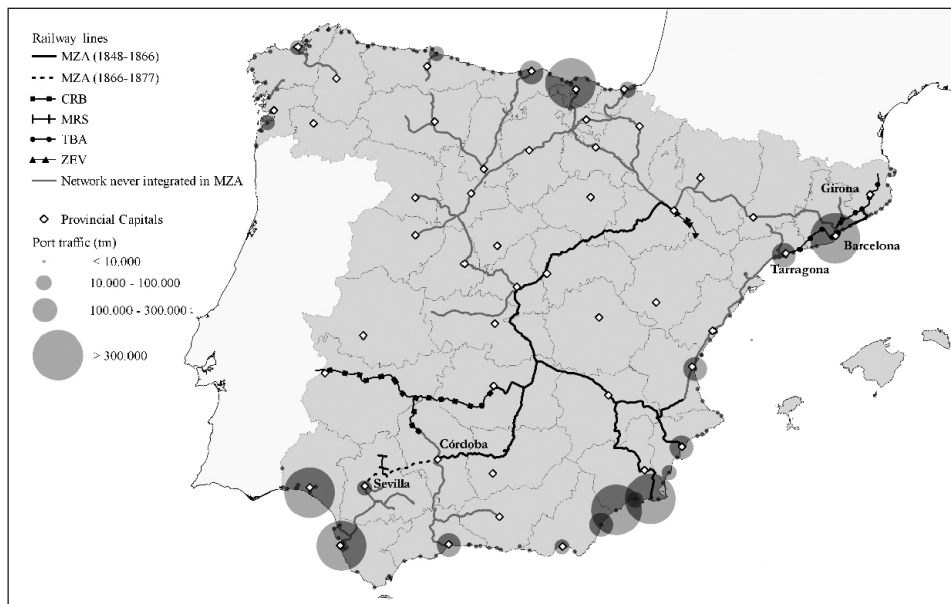 Railway lines
MZA (1848-1866)
MZA (1866-1877)
CRB
MRS
TBA
ZEV
Network never integrated in MZA
Provincial Capitals
Port traffic (tm)
< 10.000
10.000 - 100.000
100.000 - 300.000
> 300.000
Girona
Barcelona
Tarragona
Córdoba
Sevilla